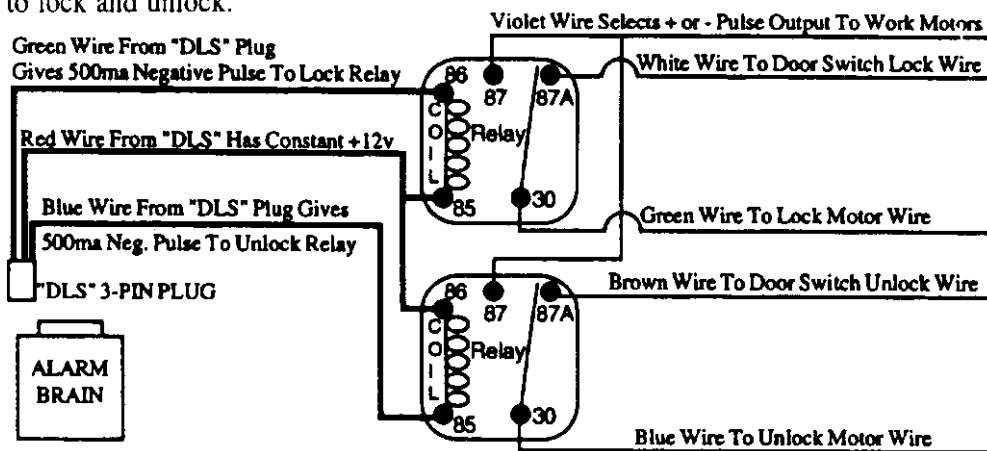 to lock and unlock.
Violet Wire Selects + or - Pulse Output To Work Motors
Green Wire From "DLS" Plug
Gives 500ma Negative Pulse To Lock Relay
White Wire To Door Switch Lock Wire
86
87
87A
COIL
Relay
Red Wire From "DLS" Has Constant +12v
85
30
Blue Wire From "DLS" Plug Gives
500ma Neg. Pulse To Unlock Relay
Green Wire To Lock Motor Wire
"DLS" 3-PIN PLUG
Brown Wire To Door Switch Unlock Wire
86
87
87A
COIL
Relay
ALARM
BRAIN
85
30
Blue Wire To Unlock Motor Wire